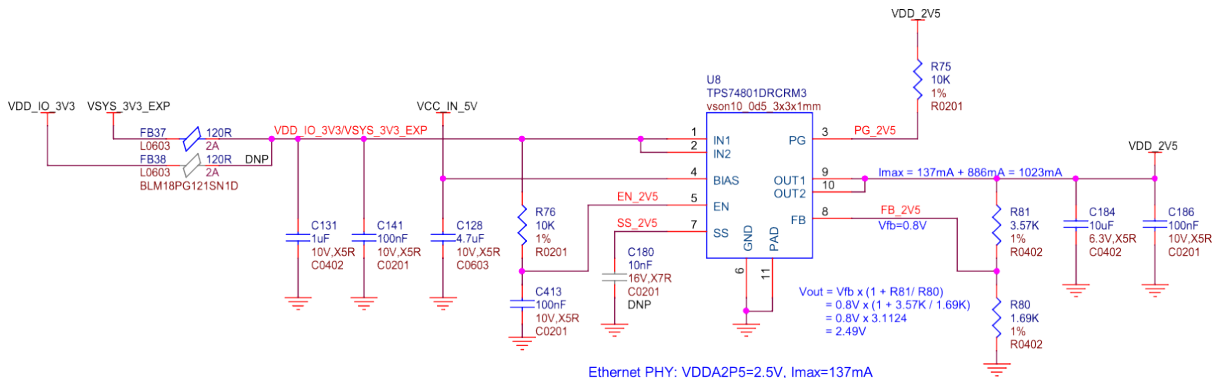 VDD_2V5
R75
10K
1%
R0201
U8
TPS74801DRCRM3
vson10_0d5_3x3x1mm
VDD_IO_3V3
VSYS_3V3_EXP
VCC_IN_5V
FB37
120R
L0603
2A
FB38
120R
DNP
L0603
2A
BLM18PG121SN1D
VDD_IO_3V3/VSYS_3V3_EXP
1
IN1
2
IN2
4
BIAS
5
EN
7
SS
PG
3
PG_2V5
OUT1
9
OUT2
10
FB
8
GND
6
PAD
11
EN_2V5
SS_2V5
Imax = 137mA + 886mA = 1023mA
VDD_2V5
FB_2V5
Vfb=0.8V
C131
1uF
10V,X5R
C0402
C141
100nF
10V,X5R
C0201
C128
4.7uF
10V,X5R
C0603
R76
10K
1%
R0201
C413
100nF
10V,X5R
C0201
C180
10nF
16V,X7R
C0201
DNP
R81
3.57K
1%
R0402
C184
10uF
6.3V,X5R
C0402
C186
100nF
10V,X5R
C0201
R80
1.69K
1%
R0402
Vout = Vfb x (1 + R81/ R80)
= 0.8V x (1 + 3.57K / 1.69K)
= 0.8V x 3.1124
= 2.49V
Ethernet PHY: VDDA2P5=2.5V, Imax=137mA